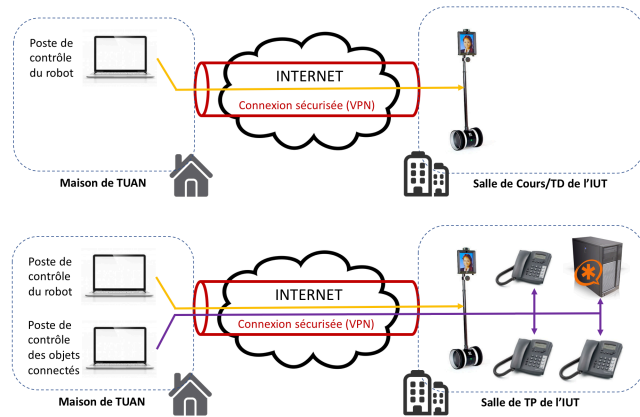 Poste de
contrôle
du robot
INTERNET
Connexion sécurisée (VPN)
Maison de TUAN
Salle de Cours/TD de l'IUT
Poste de
contrôle
du robot
Poste de
contrôle
des objets
connectés
INTERNET
Connexion sécurisée (VPN)
Maison de TUAN
Salle de TP de l'IUT